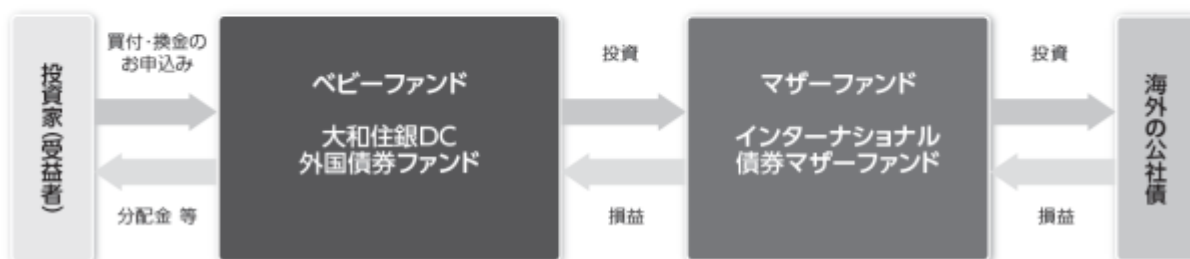 投資家(受益者)
買付・換金の
お申込み
分配金 等
ベビーファンド
大和住銀DC
外国債券ファンド
投資
損益
マザーファンド
インターナショナル
債券マザーファンド
投資
損益
海外の公社債